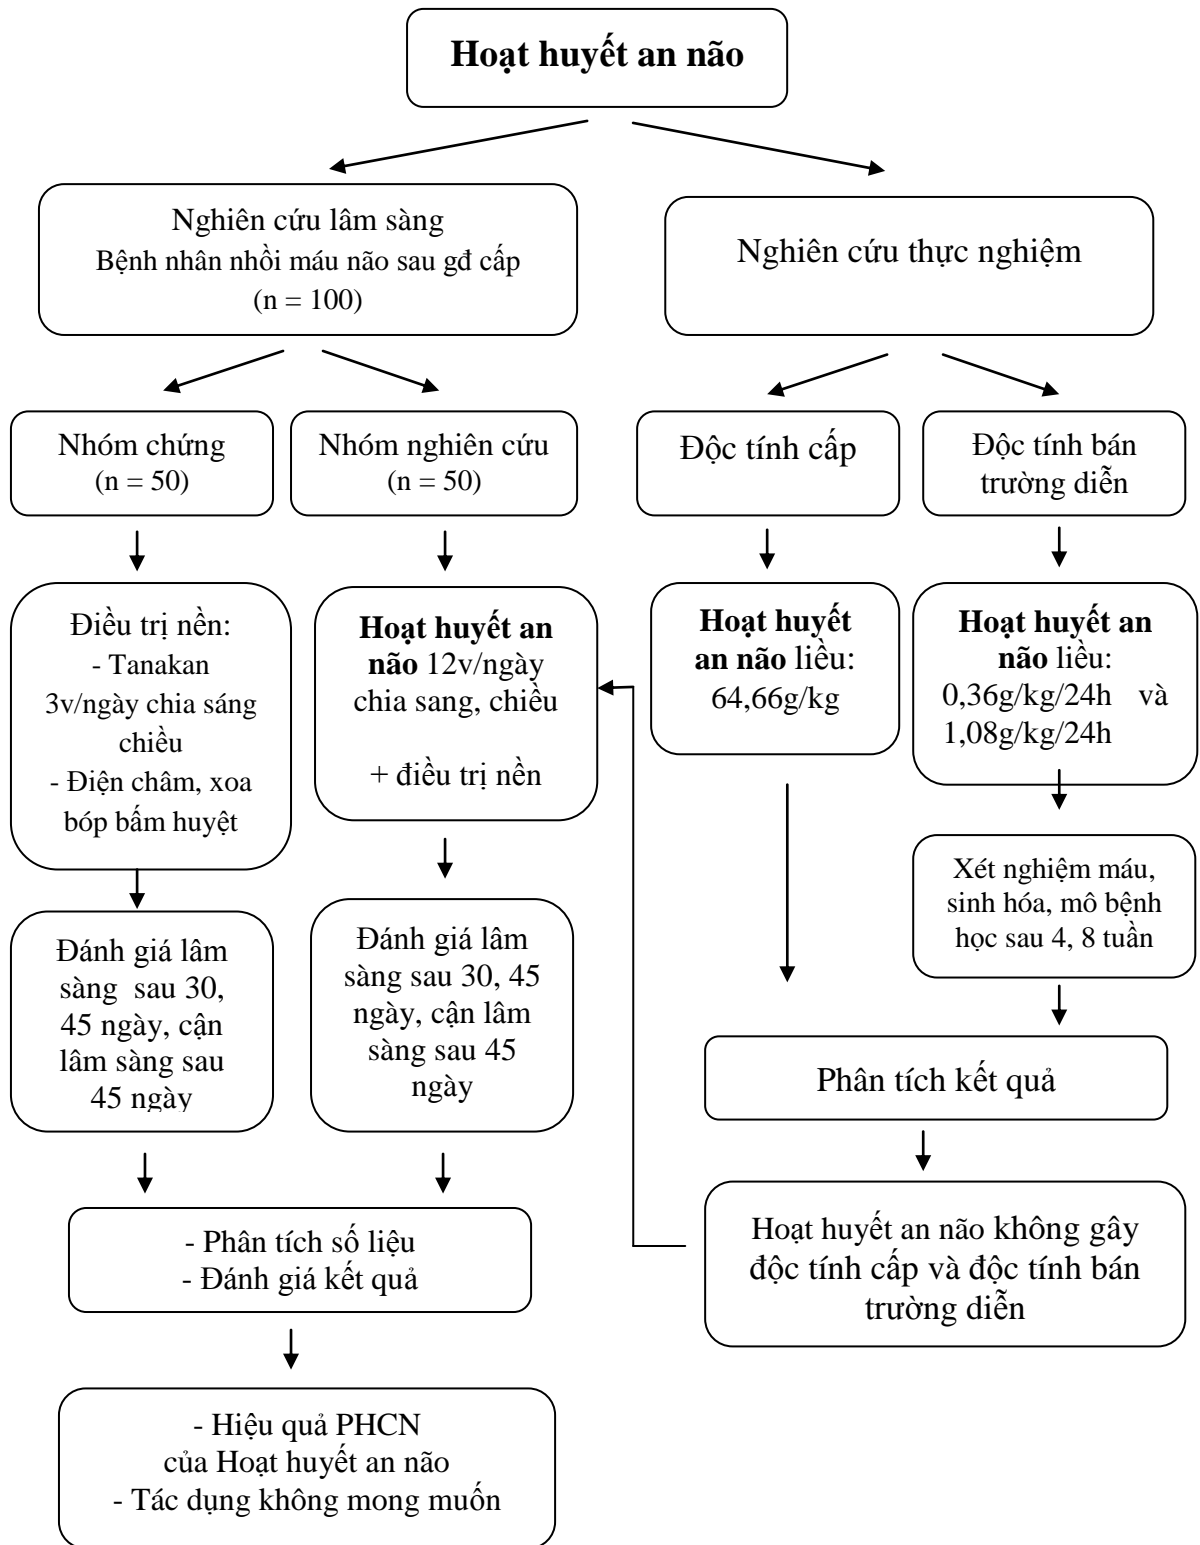 Hoạt huyết an não
Nghiên cứu lâm sàng
Bệnh nhân nhồi máu não sau gđ cấp
(n = 100)
Nghiên cứu thực nghiệm
Nhóm chứng
(n = 50)
Nhóm nghiên cứu
(n = 50)
Độc tính cấp
Độc tính bán
trường diễn
Điều trị nền:
- Tanakan
3v/ngày chia sáng
chiều
- Điện châm, xoa
bóp bấm huyệt
Hoạt huyết an
não 12v/ngày
chia sang, chiều
+ điều trị nền
Hoạt huyết
an não liều:
64,66g/kg
Hoạt huyết an
não liều:
0,36g/kg/24h và
1,08g/kg/24h
Xét nghiệm máu,
sinh hóa, mô bệnh
học sau 4, 8 tuần
Đánh giá lâm
sàng sau 30,
45 ngày, cận
lâm sàng sau
45 ngày
Đánh giá lâm
sàng sau 30, 45
ngày, cận lâm
sàng sau 45
ngày
Phân tích kết quả
- Phân tích số liệu
- Đánh giá kết quả
Hoạt huyết an não không gây
độc tính cấp và độc tính bán
trường diễn
- Hiệu quả PHCN
của Hoạt huyết an não
- Tác dụng không mong muốn